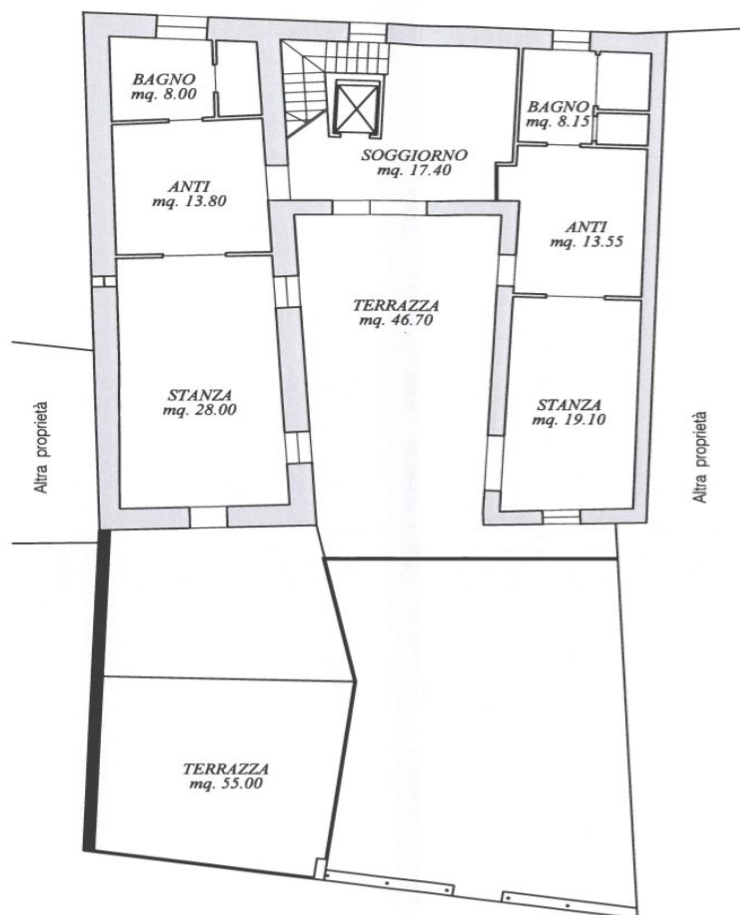 BAGNO
mq. 8.00
BAGNO
mq. 8.15
SOGGIORNO
mq. 17.40
ANTI
mq. 13.80
ANTI
mq. 13.55
TERRAZZA
mq. 46.70
STANZA
mq. 28.00
STANZA
mq. 19.10
Altra proprietà
Altra proprietà
TERRAZZA
mq. 55.00